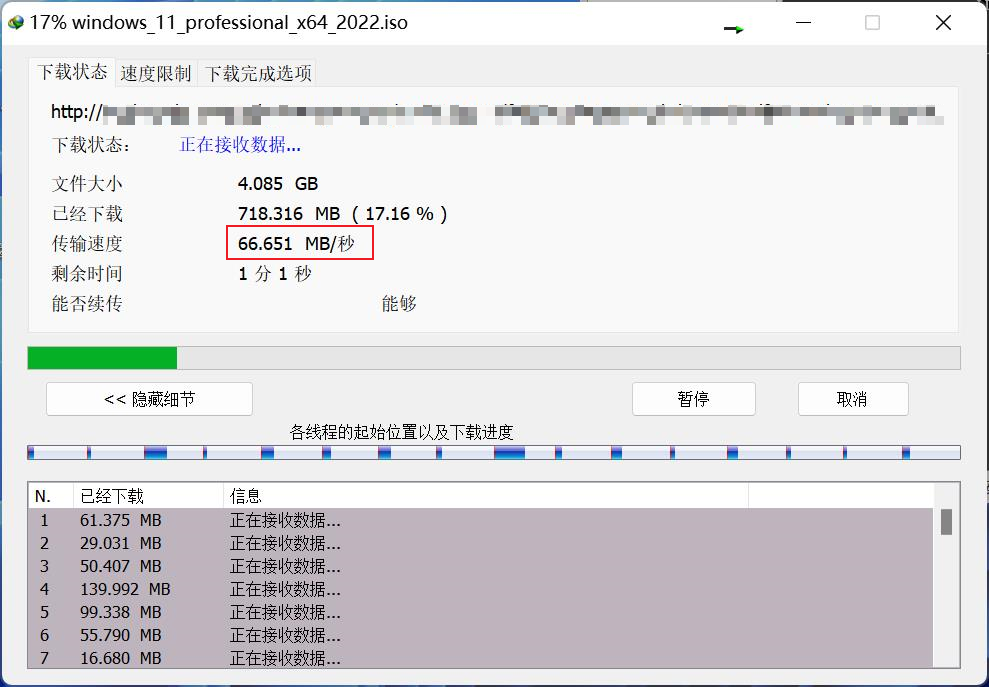 17% windows_11_professional_x64_2022.iso
下载状态 速度限制 下载完成选项
http://
下载状态： 正在接收数据...
文件大小 4.085 GB
已经下载 718.316 MB ( 17.16 % )
传输速度 66.651 MB/秒
剩余时间 1 分 1 秒
能否续传 能够
<< 隐藏细节 暂停 取消
各线程的起始位置以及下载进度
N. 已经下载 信息
1 61.375 MB 正在接收数据...
2 29.031 MB 正在接收数据...
3 50.407 MB 正在接收数据...
4 139.992 MB 正在接收数据...
5 99.338 MB 正在接收数据...
6 55.790 MB 正在接收数据...
7 16.680 MB 正在接收数据...